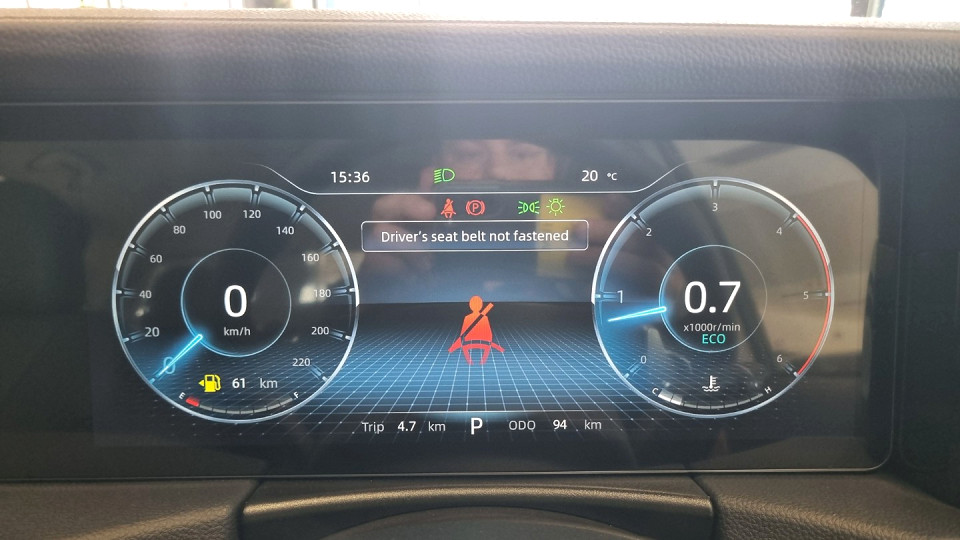 15:36
20 °C
P
Driver's seat belt not fastened
0
20
40
60
80
100
120
140
160
180
200
220
0
km/h
61 km
E
F
0
1
2
3
4
5
6
0.7
x1000r/min
ECO
C
H
Trip 4.7 km P ODO 94 km